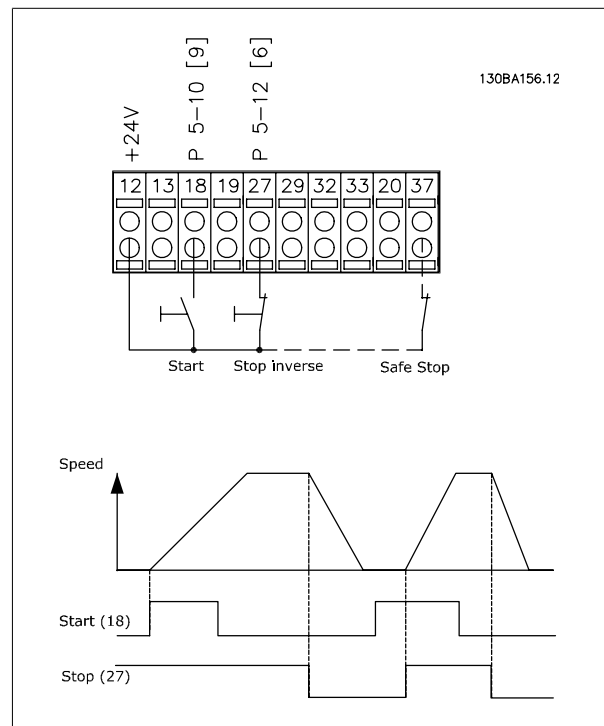 130BA156.12
+24V
P 5-10 [9]
P 5-12 [6]
12 13 18 19 27 29 32 33 20 37
Start Stop inverse Safe Stop
Speed
Start (18)
Stop (27)